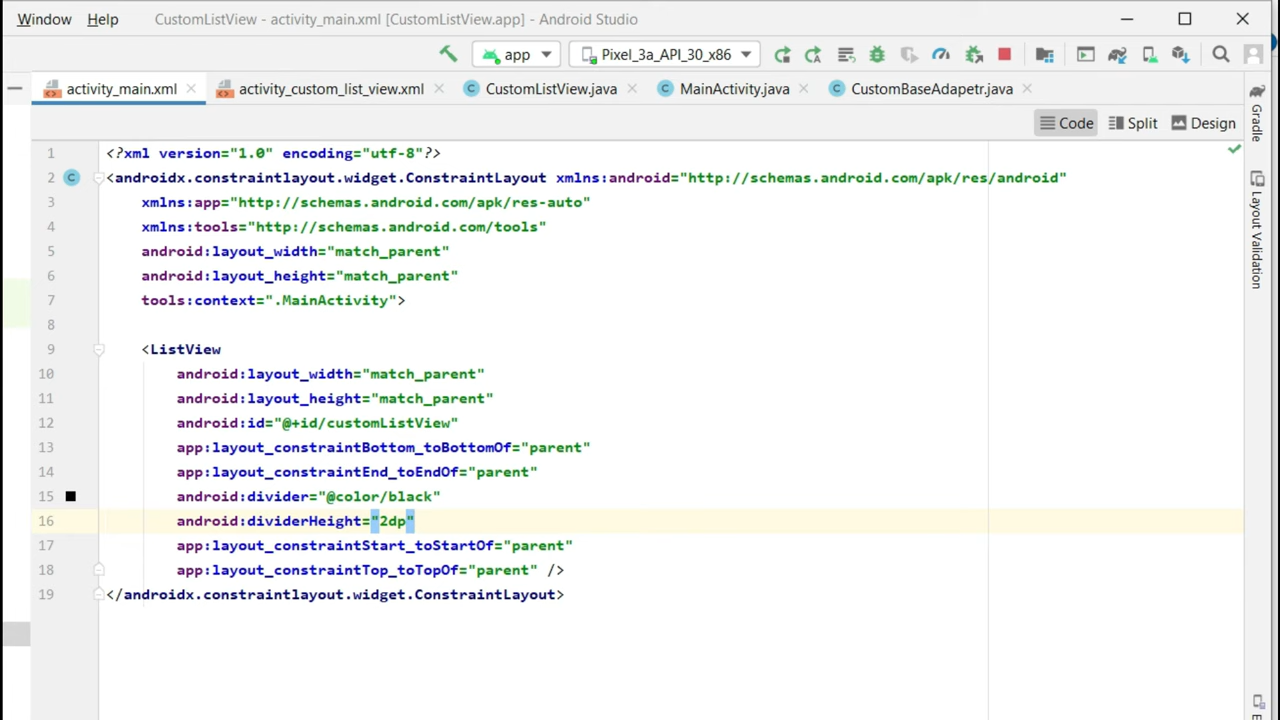 Window Help CustomListView - activity_main.xml [CustomListView.app] - Android Studio
app Pixel_3a_API_30_x86
activity_main.xml activity_custom_list_view.xml CustomListView.java MainActivity.java CustomBaseAdapetr.java
Code Split Design
1 <?xml version="1.0" encoding="utf-8"?>
2 <androidx.constraintlayout.widget.ConstraintLayout xmlns:android="http://schemas.android.com/apk/res/android"
3 xmlns:app="http://schemas.android.com/apk/res-auto"
4 xmlns:tools="http://schemas.android.com/tools"
5 android:layout_width="match_parent"
6 android:layout_height="match_parent"
7 tools:context=".MainActivity">
8
9 <ListView
10 android:layout_width="match_parent"
11 android:layout_height="match_parent"
12 android:id="@+id/customListView"
13 app:layout_constraintBottom_toBottomOf="parent"
14 app:layout_constraintEnd_toEndOf="parent"
15 android:divider="@color/black"
16 android:dividerHeight="2dp"
17 app:layout_constraintStart_toStartOf="parent"
18 app:layout_constraintTop_toTopOf="parent" />
19 </androidx.constraintlayout.widget.ConstraintLayout>
Gradle
Layout Validation